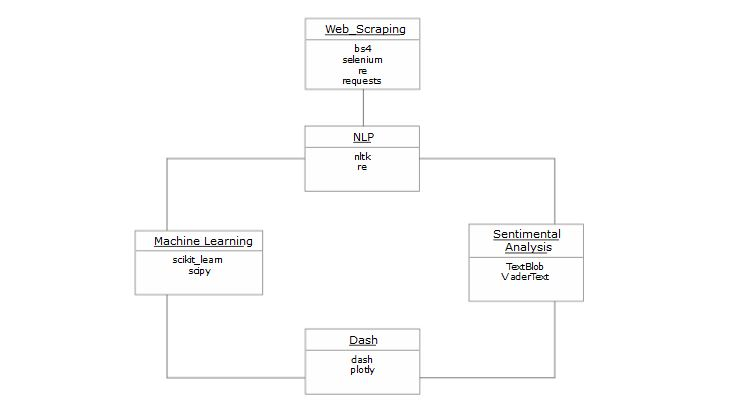 Web_Scraping
bs4
selenium
re
requests
NLP
nltk
re
Machine Learning
scikit_learn
scipy
Sentimental
Analysis
TextBlob
VaderText
Dash
dash
plotly